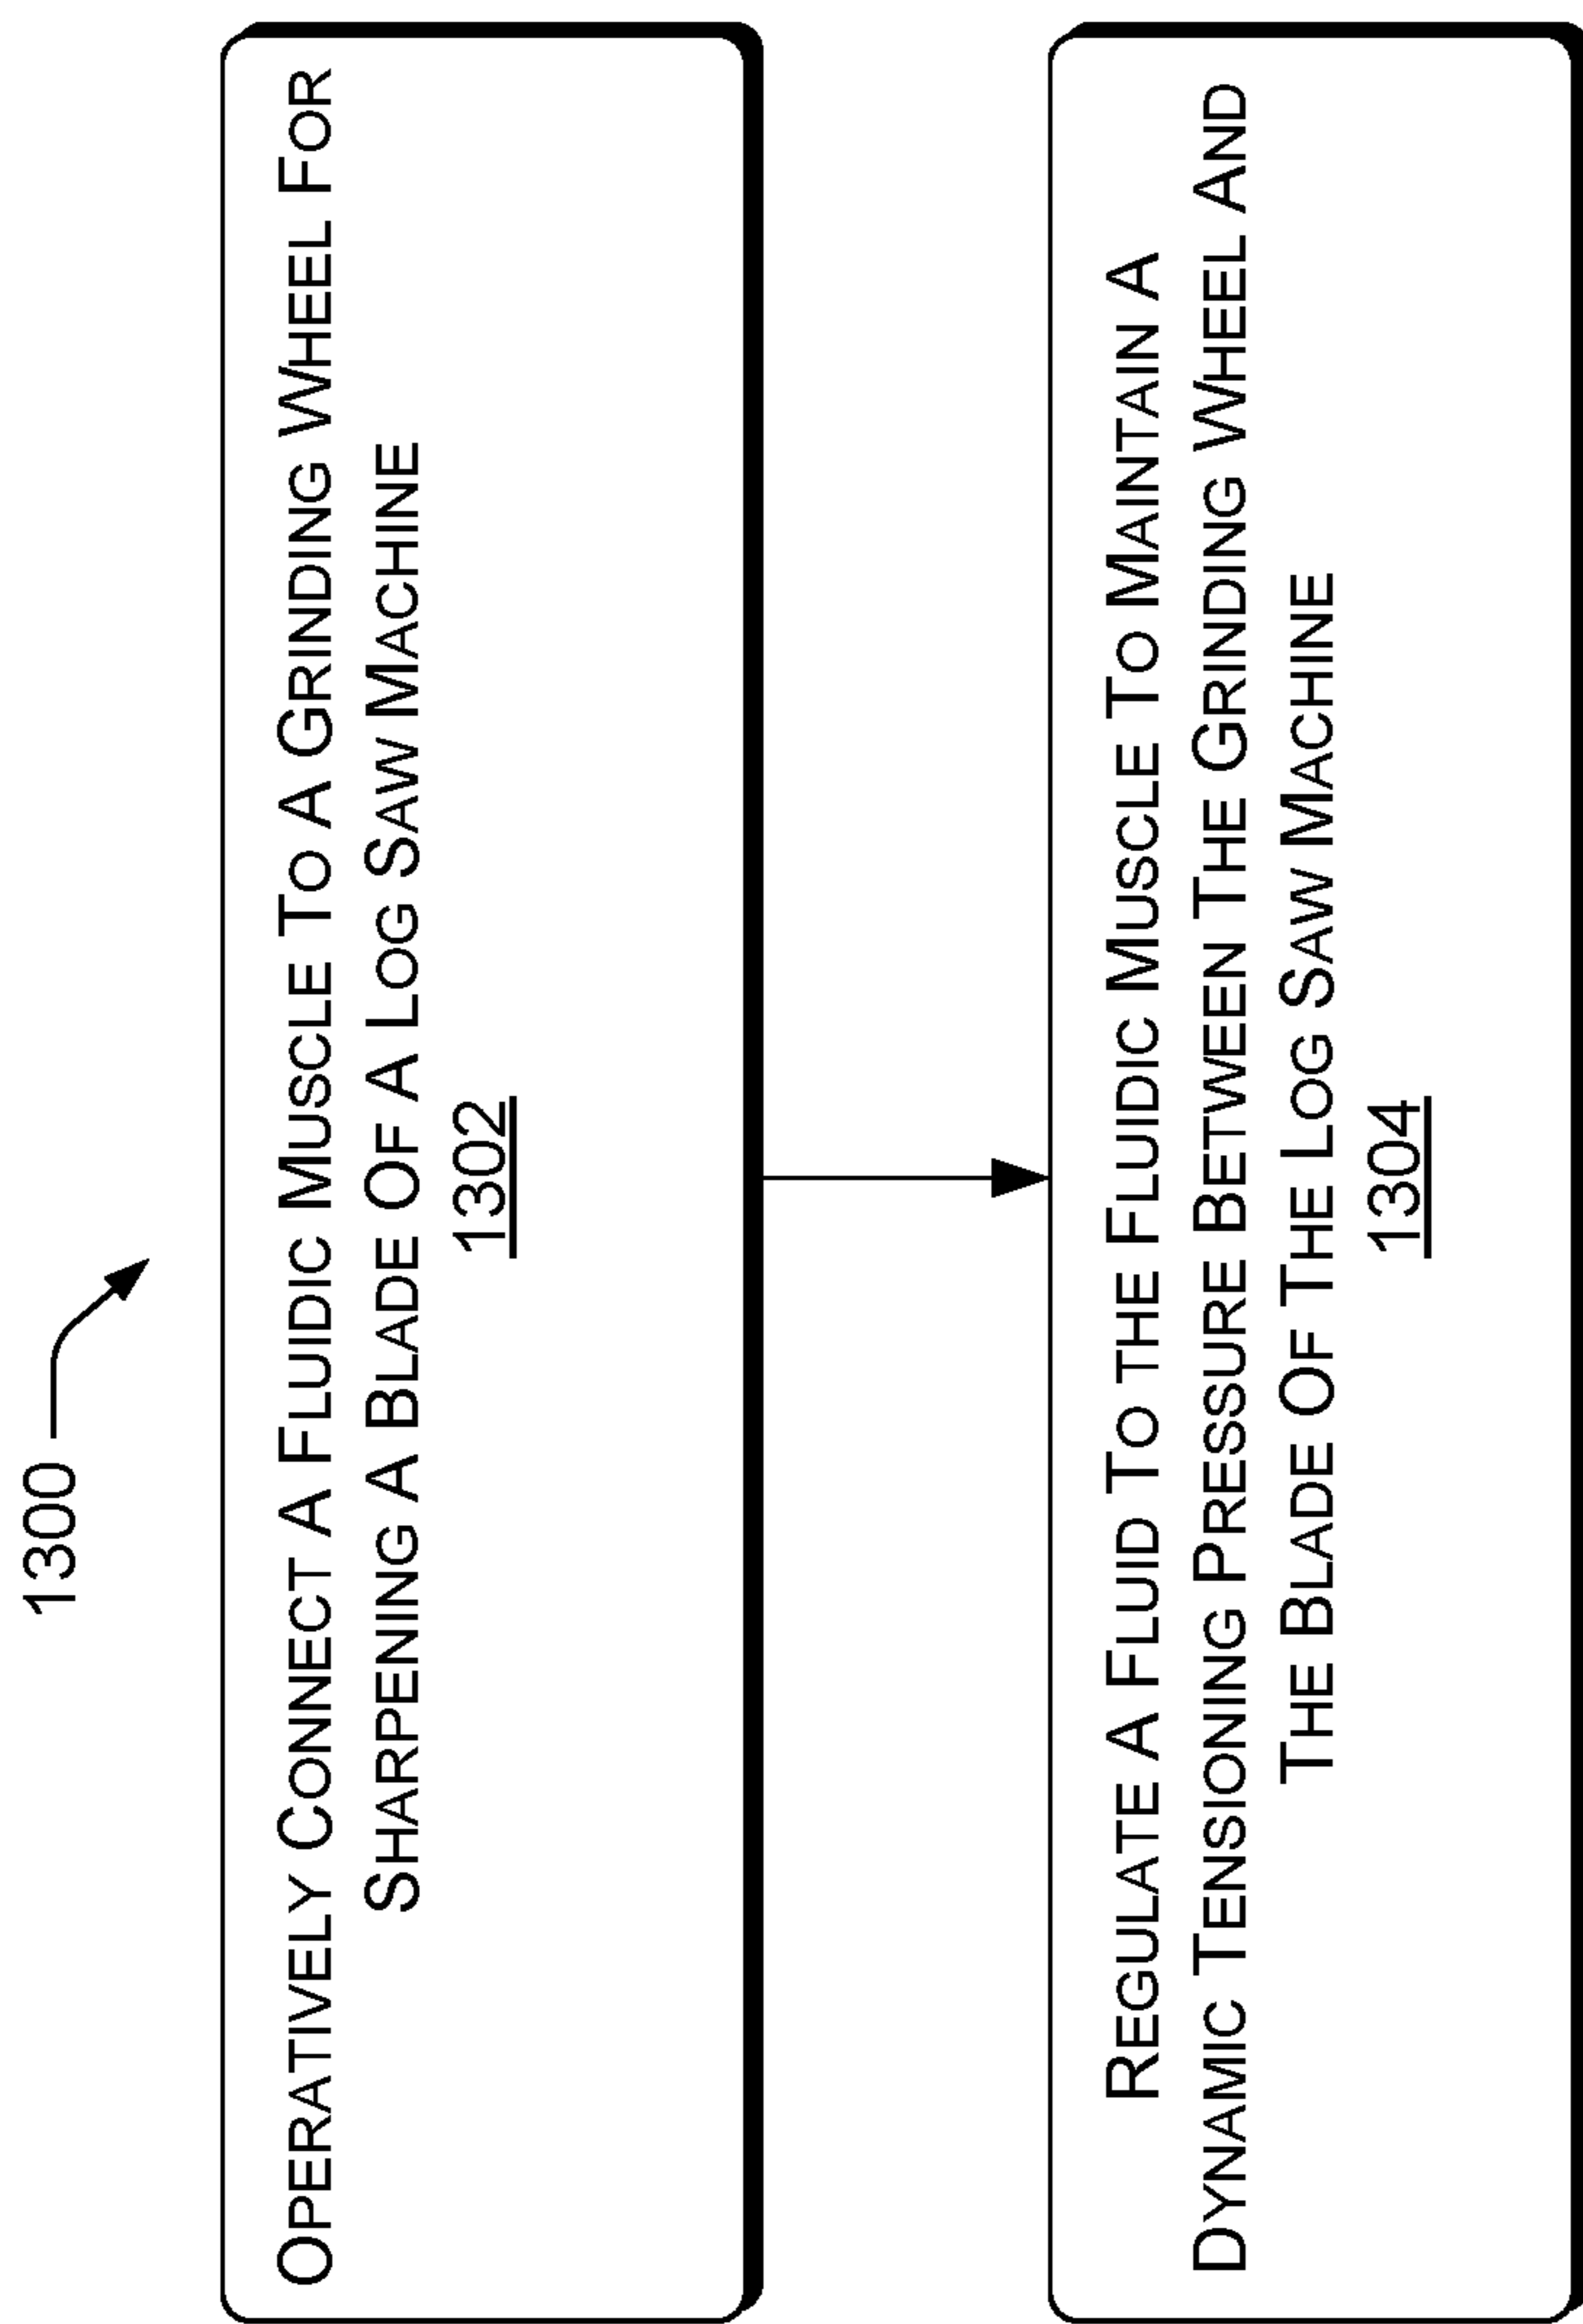 1300
OPERATIVELY CONNECT A FLUIDIC MUSCLE TO A GRINDING WHEEL FOR
SHARPENING A BLADE OF A LOG SAW MACHINE
1302
REGULATE A FLUID TO THE FLUIDIC MUSCLE TO MAINTAIN A
DYNAMIC TENSIONING PRESSURE BETWEEN THE GRINDING WHEEL AND
THE BLADE OF THE LOG SAW MACHINE
1304